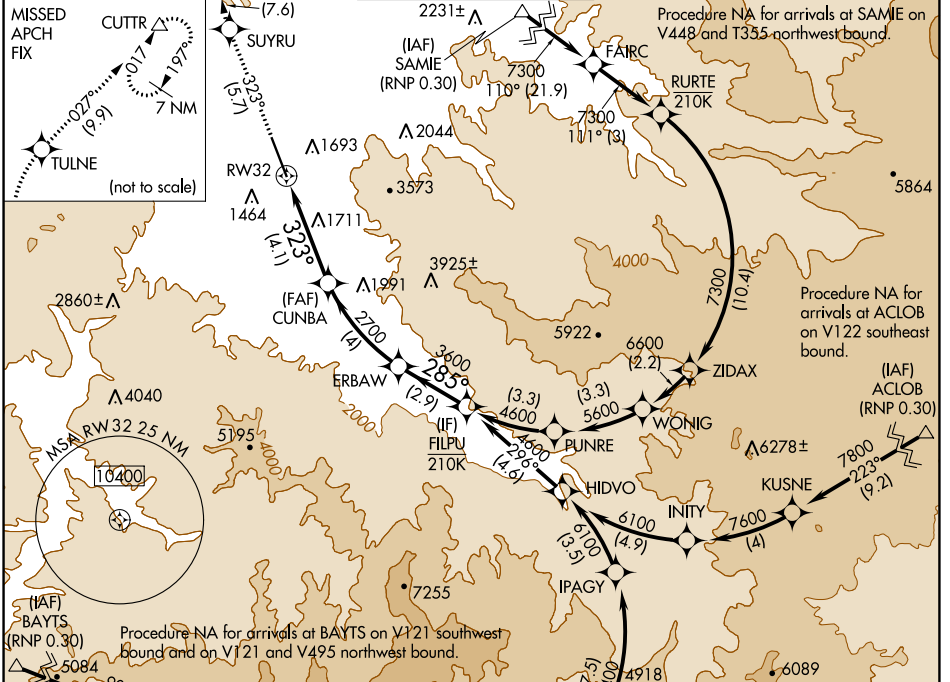 MISSED
APCH
FIX
CUTTR
017
197°
7 NM
027°
(9.9)
TULNE
(not to scale)
(7.6)
SUYRU
323°
(5.7)
RW32
1693
1464
1711
323°
(4.1)
(FAF)
CUNBA
1991
2044
3573
3925±
2231±
(IAF)
SAMIE
(RNP 0.30)
7300
110° (21.9)
FAIRC
7300
111° (3)
RURTE
210K
Procedure NA for arrivals at SAMIE on
V448 and T355 northwest bound.
5864
4000
7300
(10.4)
5922
6600
(2.2)
ZIDAX
Procedure NA for
arrivals at ACLOB
on V122 southeast
bound.
(IAF)
ACLOB
(RNP 0.30)
2860±
2700
(4)
ERBAW
3600
285°
(2.9)
2000
(IF)
FILPU
210K
(3.3)
4600
PUNRE
(3.3)
5600
WONIG
4040
5195
4000
MSA RW32 25 NM
10400
4600
296°
(4.6)
HIDVO
6278±
7800
223°
(9.2)
KUSNE
7600
(4)
INITY
6100
(4.9)
6100
(3.5)
IPAGY
7255
(IAF)
BAYTS
(RNP 0.30)
5084
Procedure NA for arrivals at BAYTS on V121 southwest
bound and on V121 and V495 northwest bound.
4918
6089